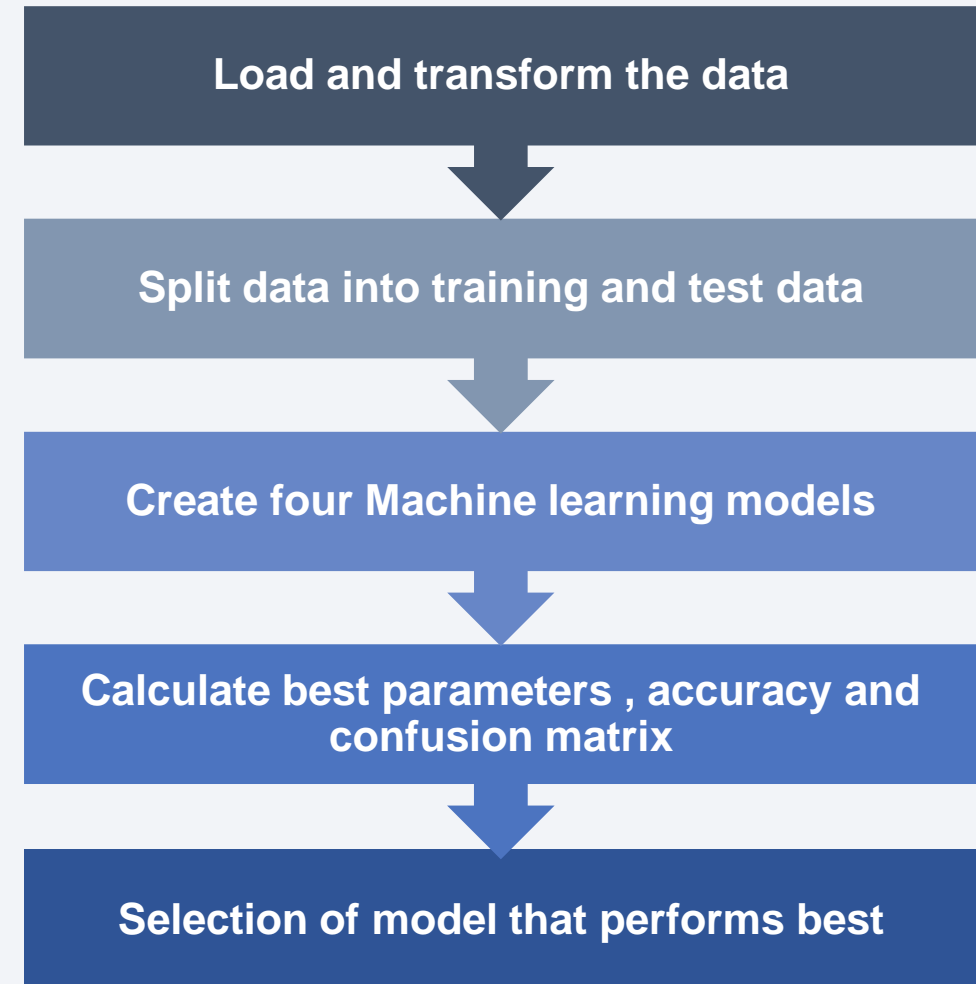 Load and transform the data
Split data into training and test data
Create four Machine learning models
Calculate best parameters , accuracy and
confusion matrix
Selection of model that performs best